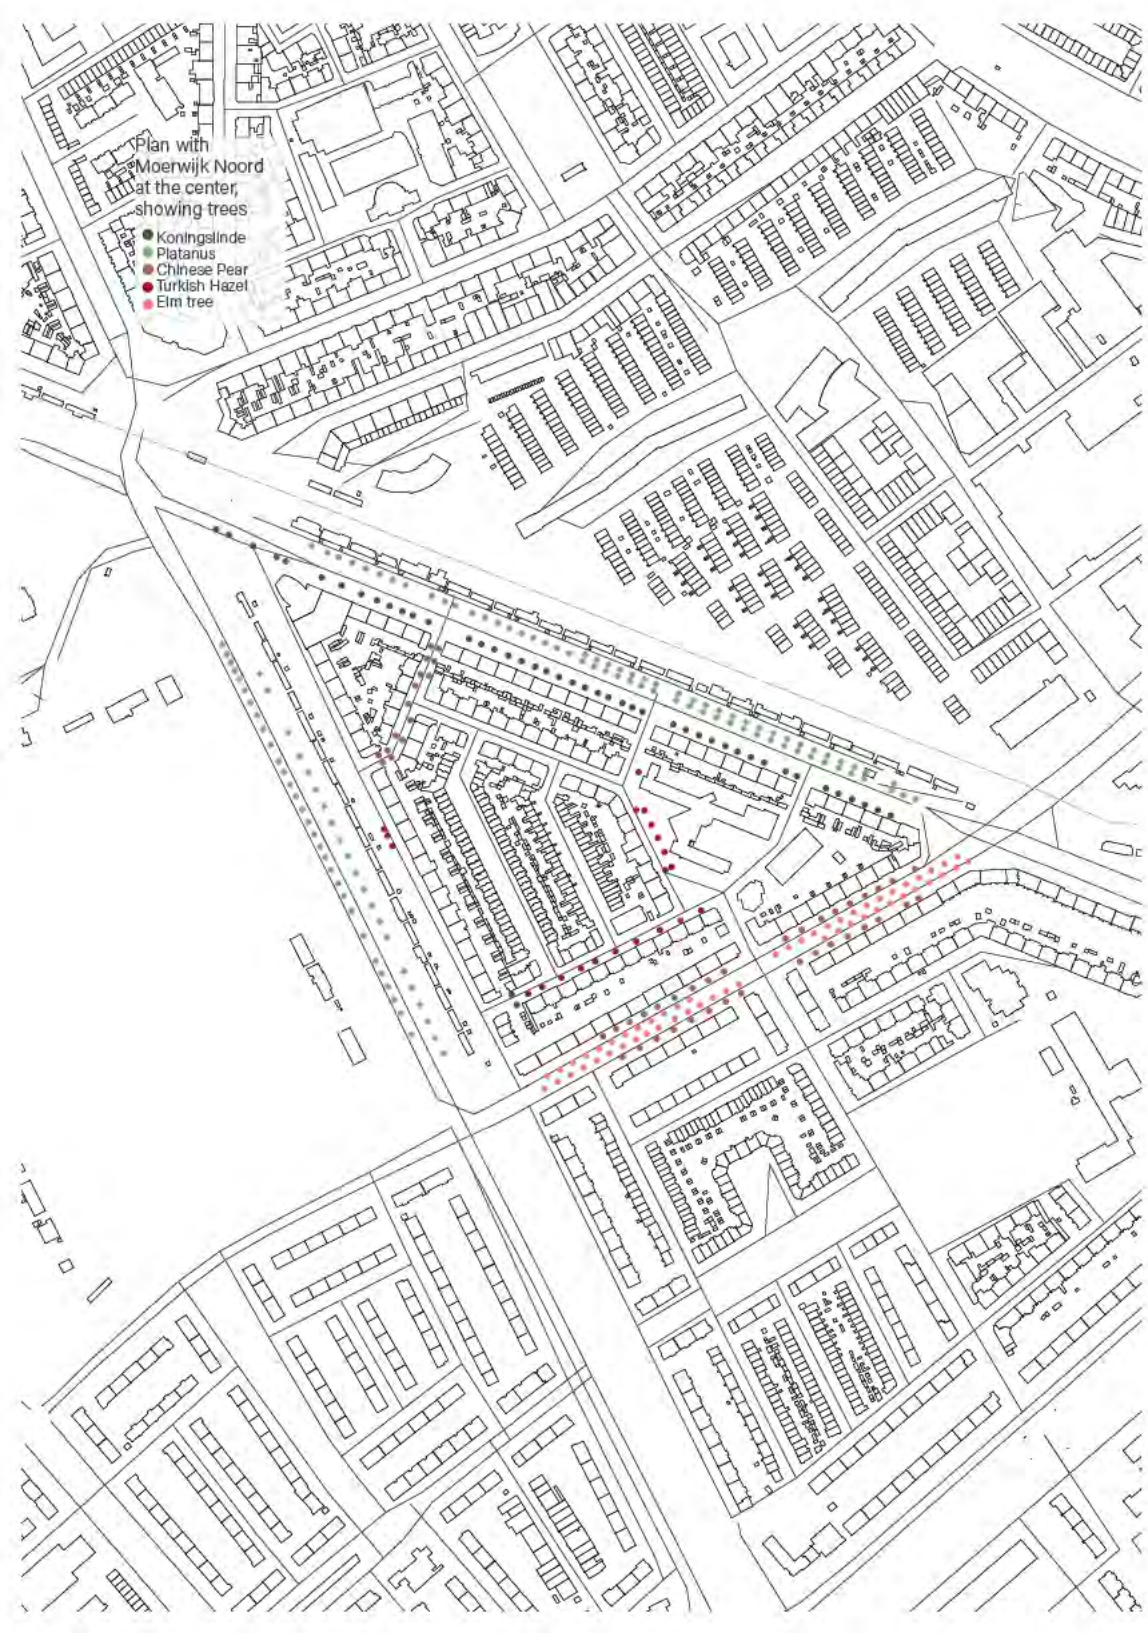 Plan with
Moerwijk Noord
at the center,
showing trees
Koningslinde
Platanus
Chinese Pear
Turkish Hazel
Elm tree